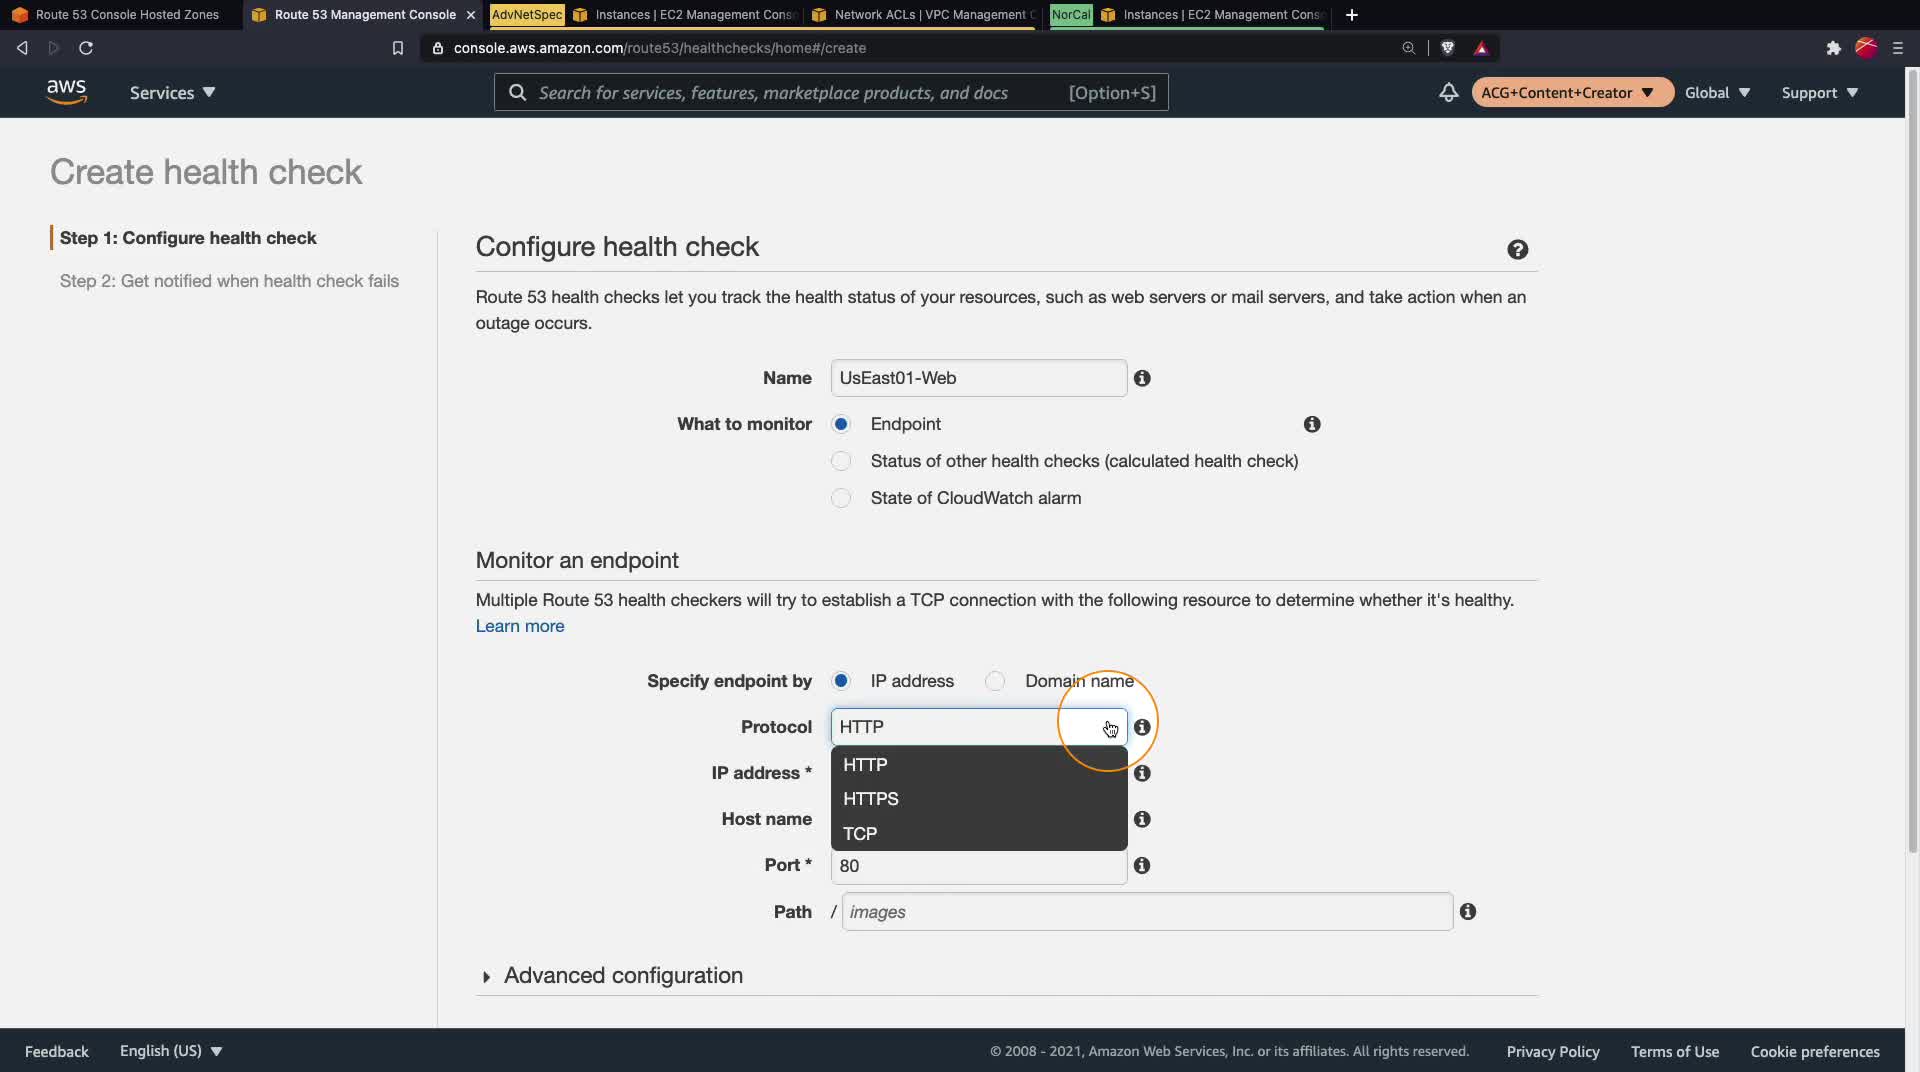 Route 53 Console Hosted Zones
Route 53 Management Console
AdvNetSpec
Instances | EC2 Management Conso
Network ACLs | VPC Management C
NorCal
Instances | EC2 Management Conso
console.aws.amazon.com/route53/healthchecks/home#/create
aws
Services
Search for services, features, marketplace products, and docs
[Option+S]
ACG+Content+Creator
Global
Support
Create health check
Step 1: Configure health check
Step 2: Get notified when health check fails
Configure health check
Route 53 health checks let you track the health status of your resources, such as web servers or mail servers, and take action when an
outage occurs.
Name
UsEast01-Web
What to monitor
Endpoint
Status of other health checks (calculated health check)
State of CloudWatch alarm
Monitor an endpoint
Multiple Route 53 health checkers will try to establish a TCP connection with the following resource to determine whether it's healthy.
Learn more
Specify endpoint by
IP address
Domain name
Protocol
HTTP
HTTP
HTTPS
TCP
IP address *
Host name
Port *
80
Path
/
images
Advanced configuration
Feedback
English (US)
© 2008 - 2021, Amazon Web Services, Inc. or its affiliates. All rights reserved.
Privacy Policy
Terms of Use
Cookie preferences